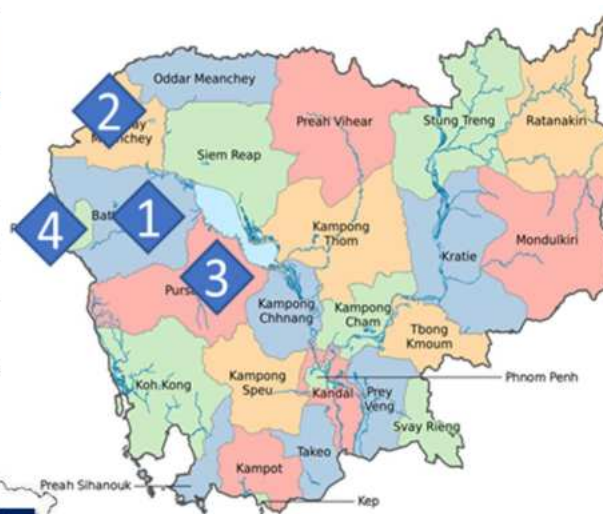 Oddar Meanchey
2
Meanchey
Preah Vihear
Stung Treng
Ratanakiri
Siem Reap
4
1
Kampong
Thom
Kratie
Mondulkiri
3
Kampong
Chhnang
Kampong
Cham
Tbong
Kmoum
Koh Kong
Kampong
Speu
Kandal
Prey
Veng
Phnom Penh
Svay Rieng
Takeo
Kampot
Preah Sihanouk
Kep